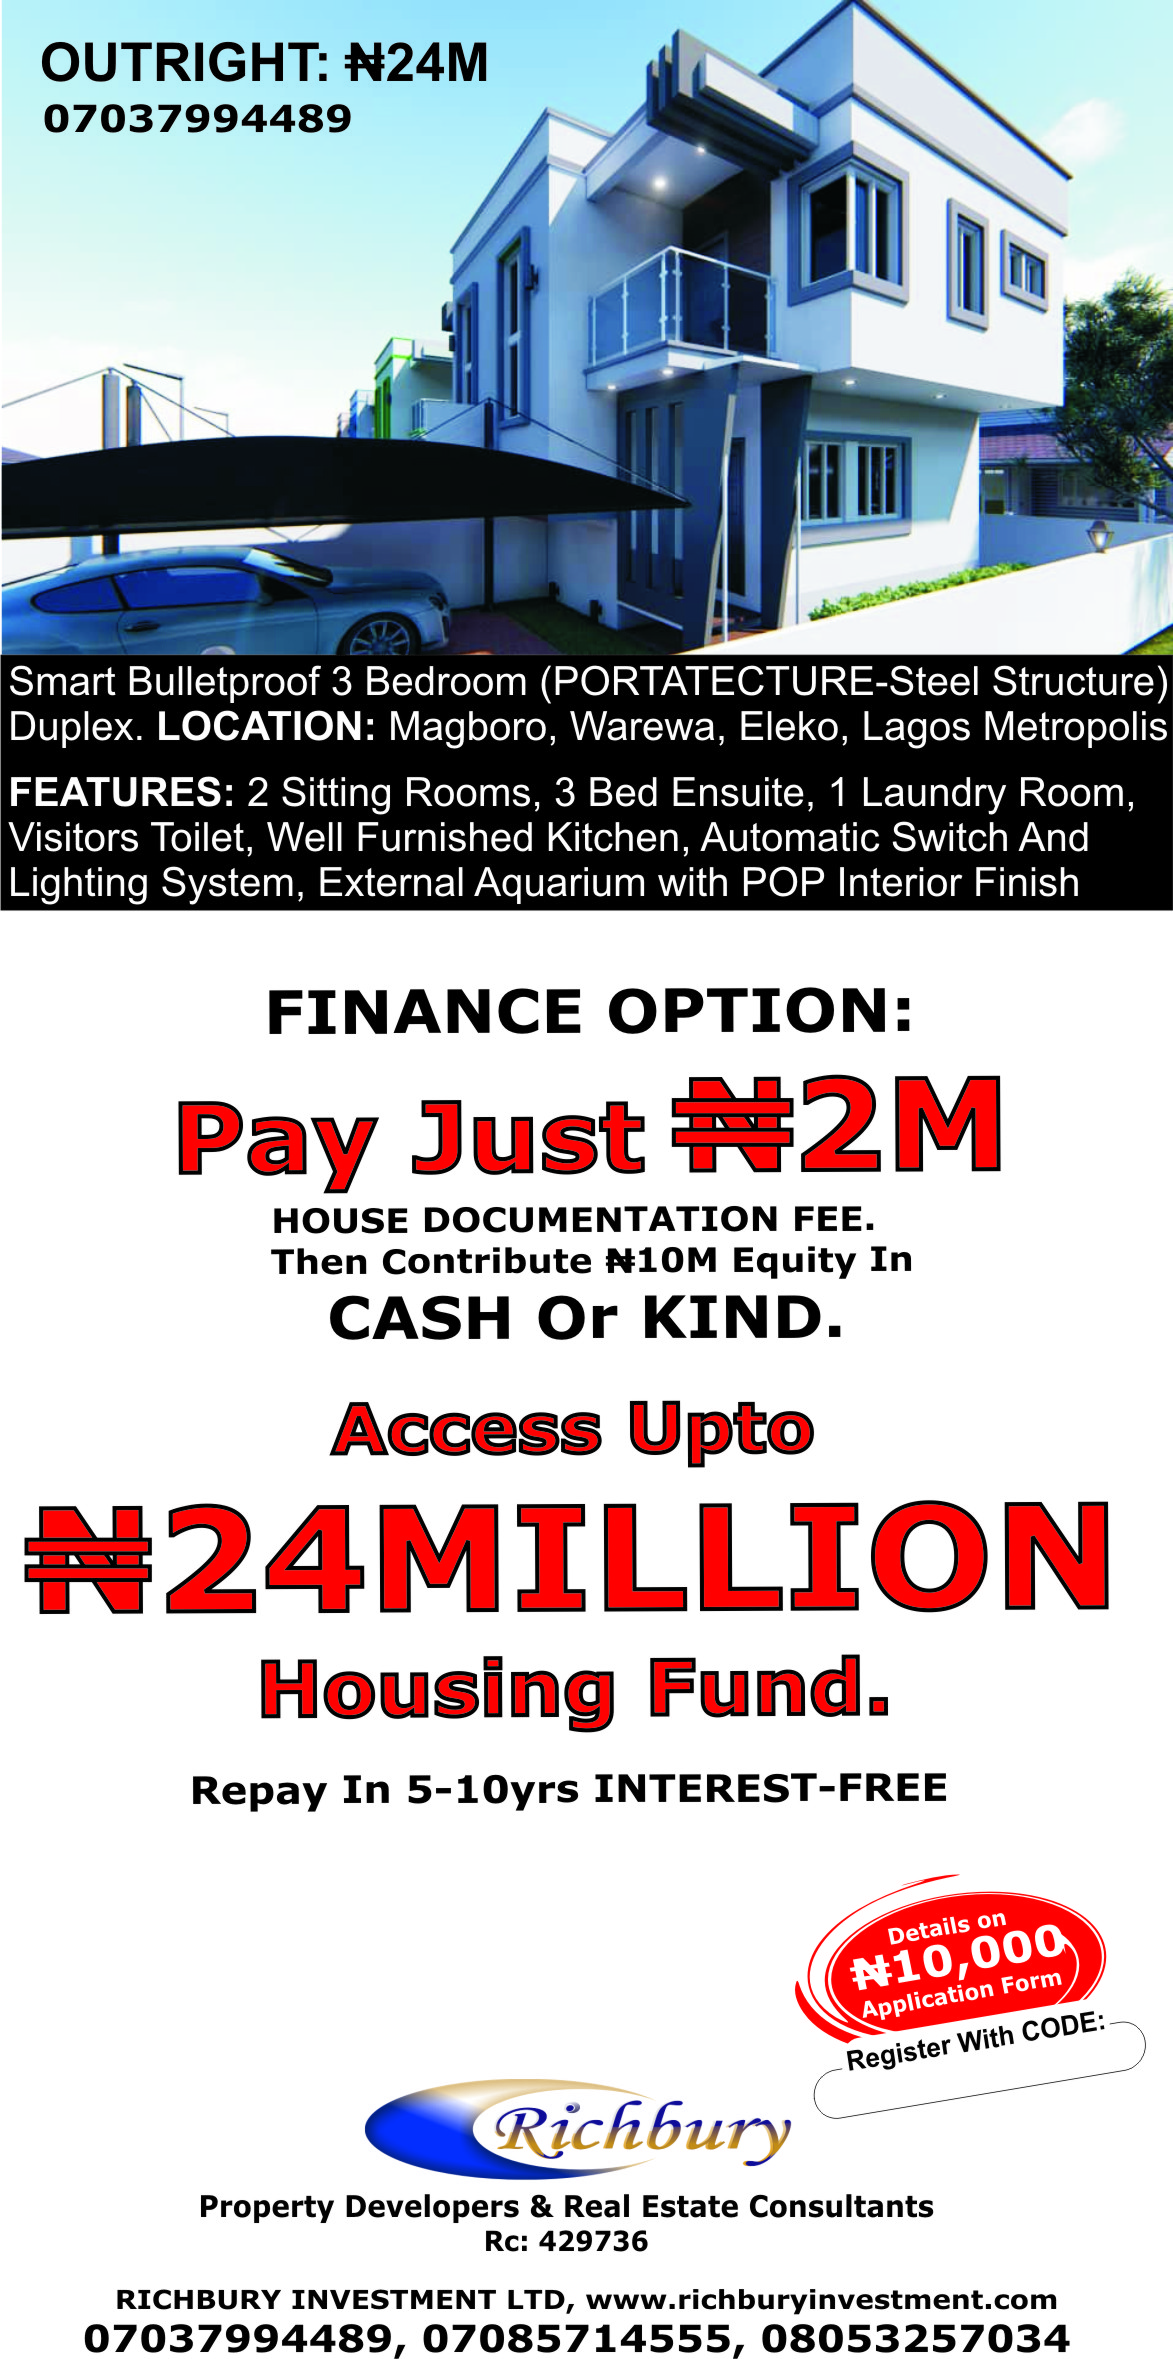 OUTRIGHT: ₦24M
07037994489
Smart Bulletproof 3 Bedroom (PORTATECTURE-Steel Structure)
Duplex. LOCATION: Magboro, Warewa, Eleko, Lagos Metropolis
FEATURES: 2 Sitting Rooms, 3 Bed Ensuite, 1 Laundry Room,
Visitors Toilet, Well Furnished Kitchen, Automatic Switch And
Lighting System, External Aquarium with POP Interior Finish
FINANCE OPTION:
Pay Just ₦2M
HOUSE DOCUMENTATION FEE.
Then Contribute ₦10M Equity In
CASH Or KIND.
Access Upto
₦24MILLION
Housing Fund.
Repay In 5-10yrs INTEREST-FREE
Details on
₦10,000
Application Form
Register With CODE:
Richbury
Property Developers & Real Estate Consultants
Rc: 429736
RICHBURY INVESTMENT LTD, www.richburyinvestment.com
07037994489, 07085714555, 08053257034